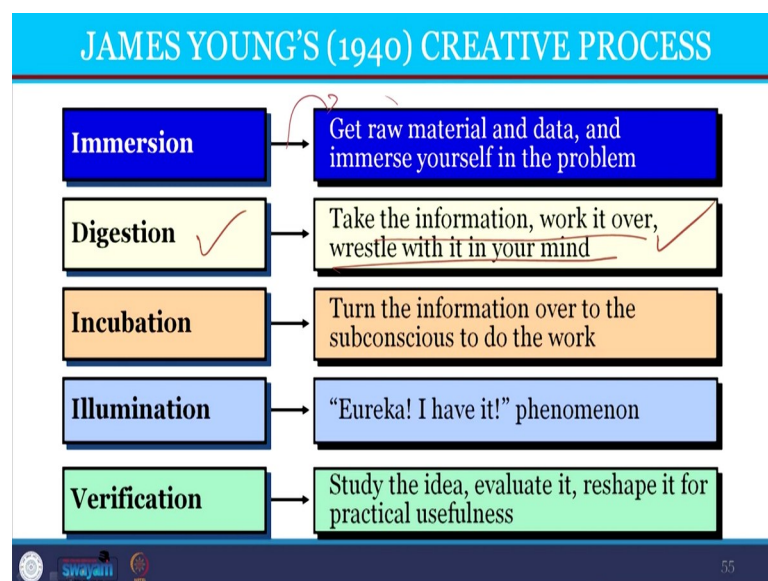 JAMES YOUNG'S (1940) CREATIVE PROCESS
Immersion
Get raw material and data, and
immerse yourself in the problem
Digestion
Take the information, work it over,
wrestle with it in your mind
Incubation
Turn the information over to the
subconscious to do the work
Illumination
“Eureka! I have it!” phenomenon
Verification
Study the idea, evaluate it, reshape it for
practical usefulness
swayam
55